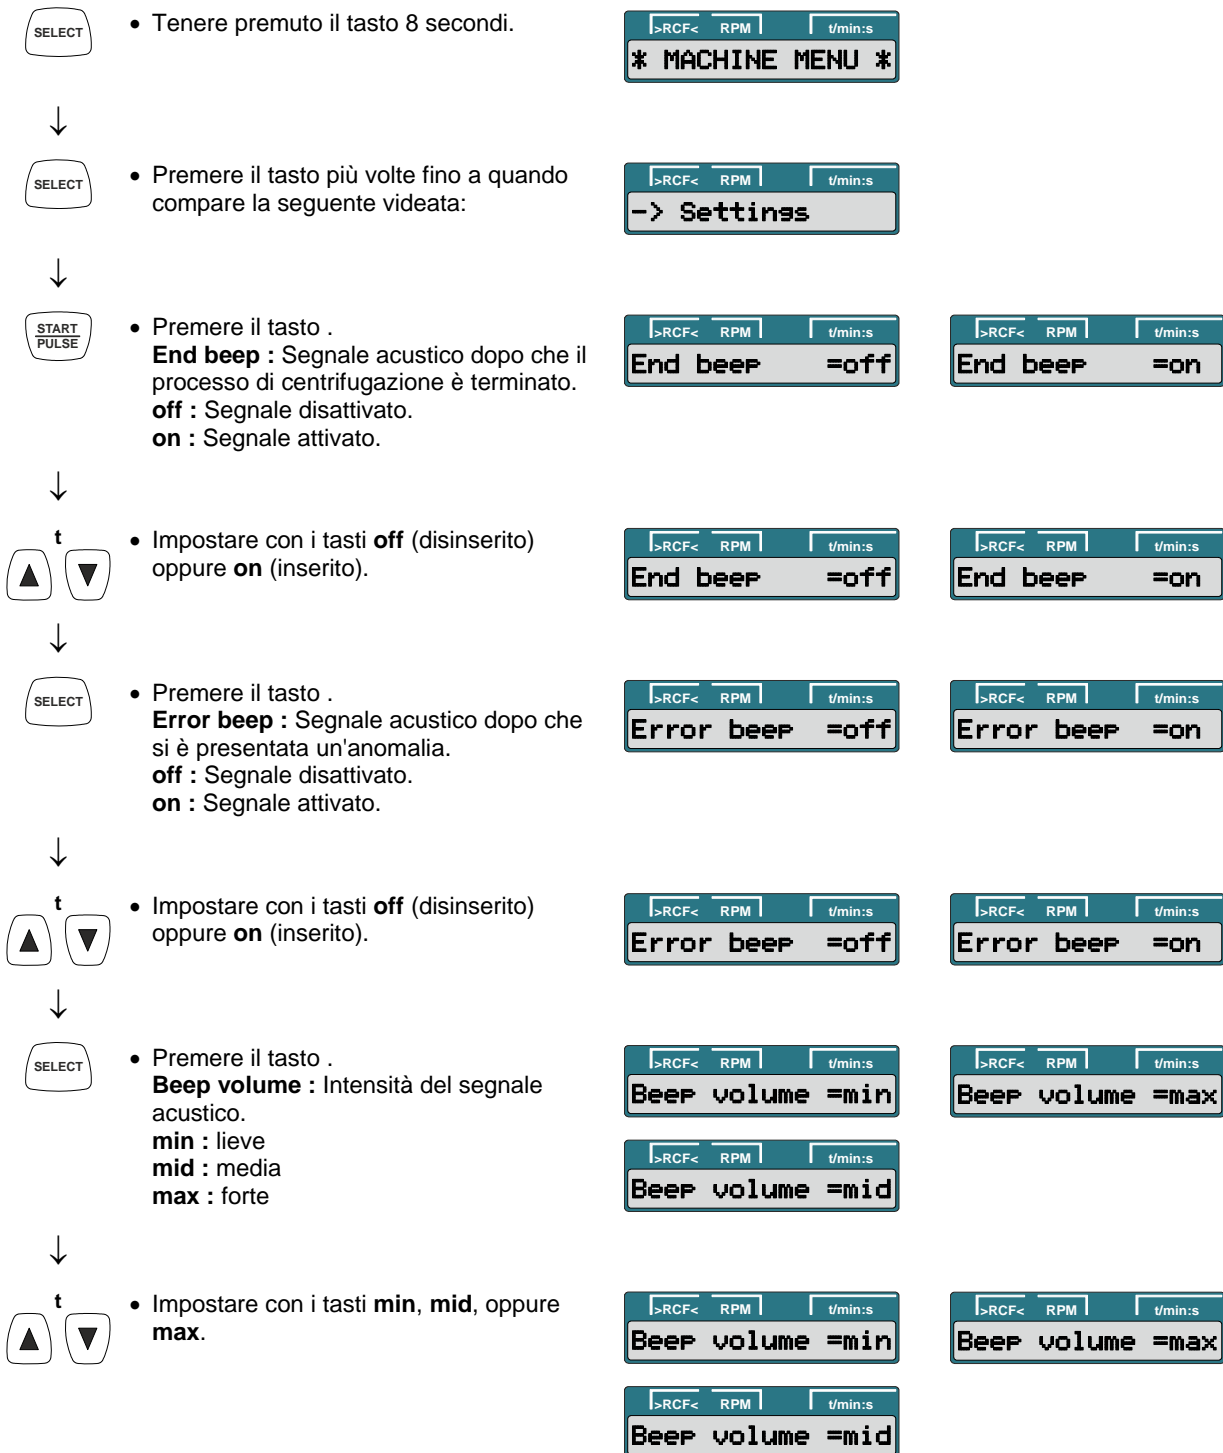 SELECT
• Tenere premuto il tasto 8 secondi.
>RCF< RPM t/min:s
* MACHINE MENU *
↓
SELECT
• Premere il tasto più volte fino a quando
compare la seguente videata:
>RCF< RPM t/min:s
-> Settings
↓
START
PULSE
• Premere il tasto .
End beep : Segnale acustico dopo che il
processo di centrifugazione è terminato.
off : Segnale disattivato.
on : Segnale attivato.
>RCF< RPM t/min:s
End beep =off
>RCF< RPM t/min:s
End beep =on
↓
t
▲ ▼
• Impostare con i tasti off (disinserito)
oppure on (inserito).
>RCF< RPM t/min:s
End beep =off
>RCF< RPM t/min:s
End beep =on
↓
SELECT
• Premere il tasto .
Error beep : Segnale acustico dopo che
si è presentata un'anomalia.
off : Segnale disattivato.
on : Segnale attivato.
>RCF< RPM t/min:s
Error beep =off
>RCF< RPM t/min:s
Error beep =on
↓
t
▲ ▼
• Impostare con i tasti off (disinserito)
oppure on (inserito).
>RCF< RPM t/min:s
Error beep =off
>RCF< RPM t/min:s
Error beep =on
↓
SELECT
• Premere il tasto .
Beep volume : Intensità del segnale
acustico.
min : lieve
mid : media
max : forte
>RCF< RPM t/min:s
Beep volume =min
>RCF< RPM t/min:s
Beep volume =max
>RCF< RPM t/min:s
Beep volume =mid
↓
t
▲ ▼
• Impostare con i tasti min, mid, oppure
max.
>RCF< RPM t/min:s
Beep volume =min
>RCF< RPM t/min:s
Beep volume =max
>RCF< RPM t/min:s
Beep volume =mid